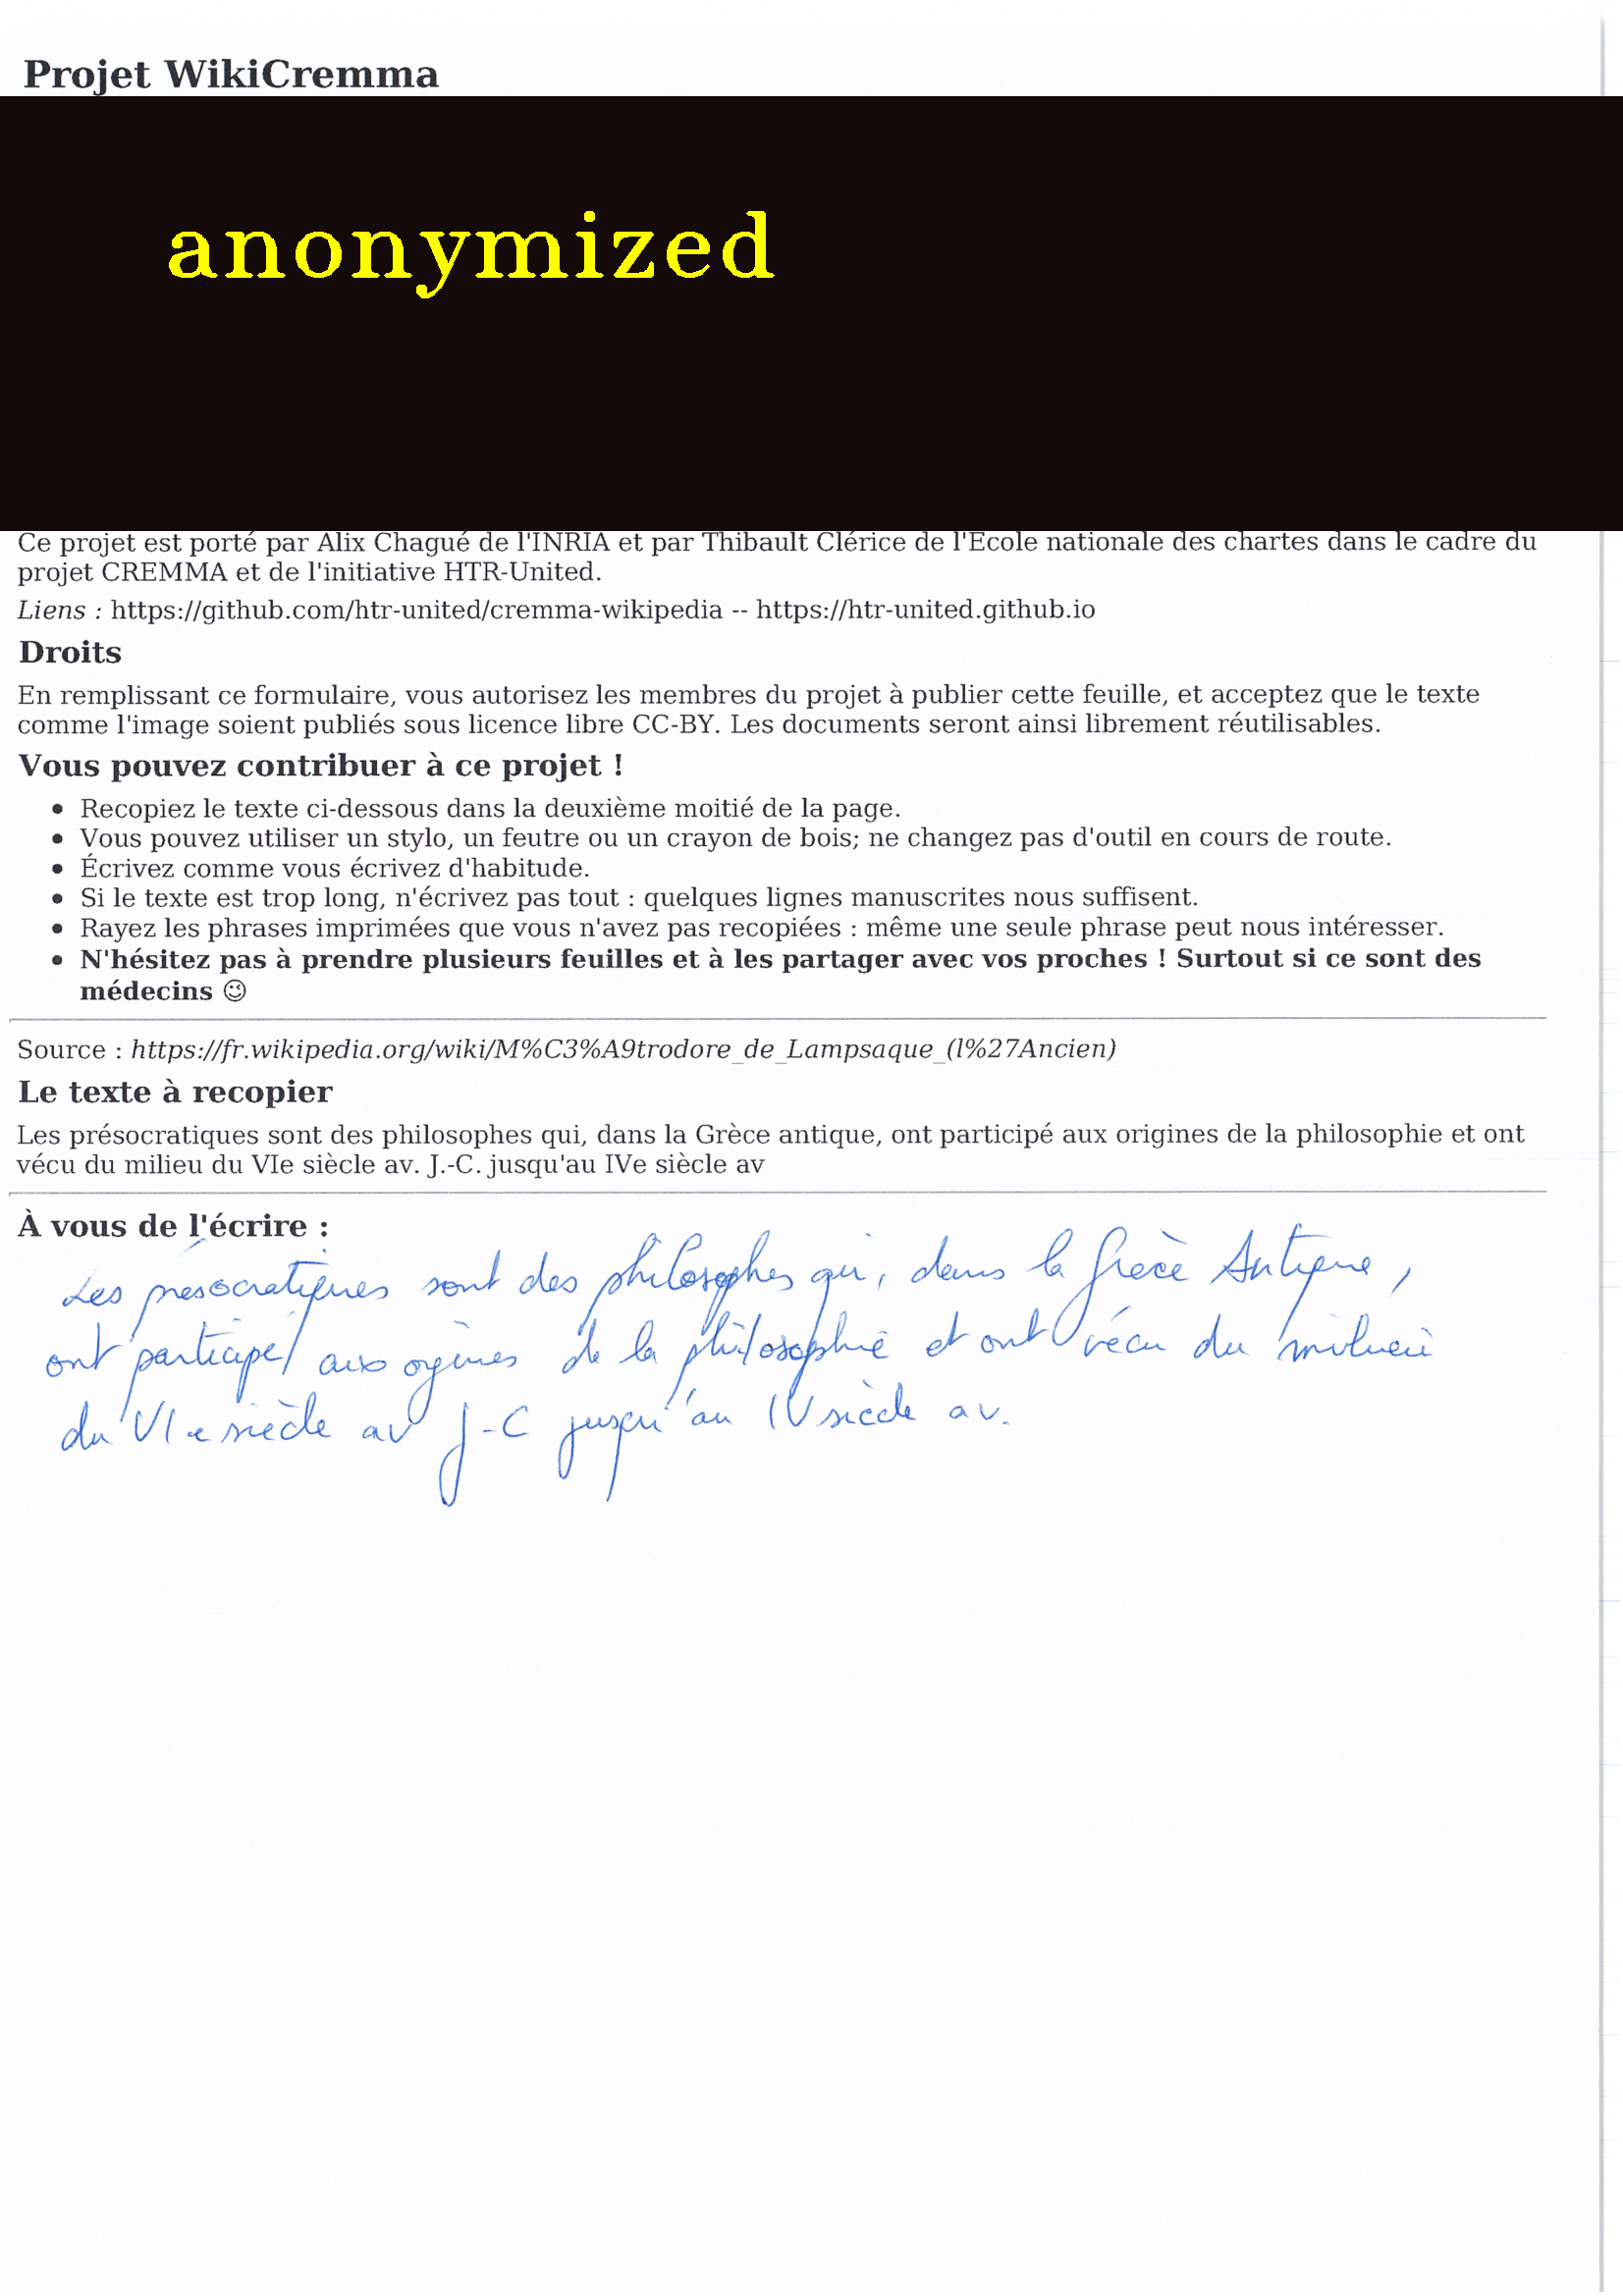 Projet WikiCremma
anonymized
Ce projet est porté par Alix Chagué de l'INRIA et par Thibault Clérice de l'Ecole nationale des chartes dans le cadre du
projet CREMMA et de l'initiative HTR-United.
Liens : https://github.com/htr-united/cremma-wikipedia -- https://htr-united.github.io
Droits
En remplissant ce formulaire, vous autorisez les membres du projet à publier cette feuille, et acceptez que le texte
comme l'image soient publiés sous licence libre CC-BY. Les documents seront ainsi librement réutilisables.
Vous pouvez contribuer à ce projet !
• Recopiez le texte ci-dessous dans la deuxième moitié de la page.
• Vous pouvez utiliser un stylo, un feutre ou un crayon de bois; ne changez pas d'outil en cours de route.
• Écrivez comme vous écrivez d'habitude.
• Si le texte est trop long, n'écrivez pas tout : quelques lignes manuscrites nous suffisent.
• Rayez les phrases imprimées que vous n'avez pas recopiées : même une seule phrase peut nous intéresser.
• N'hésitez pas à prendre plusieurs feuilles et à les partager avec vos proches ! Surtout si ce sont des
médecins ☺
Source : https://fr.wikipedia.org/wiki/M%C3%A9trodore_de_Lampsaque_(l%27Ancien)
Le texte à recopier
Les présocratiques sont des philosophes qui, dans la Grèce antique, ont participé aux origines de la philosophie et ont
vécu du milieu du VIe siècle av. J.-C. jusqu'au IVe siècle av
À vous de l'écrire :
Les présocratiques sont des philosophes qui, dans la Grèce Antique,
ont participé aux origines de la philosophie et ont vécu du milieu
du VIe siècle av J-C jusqu'au IV siècle av.